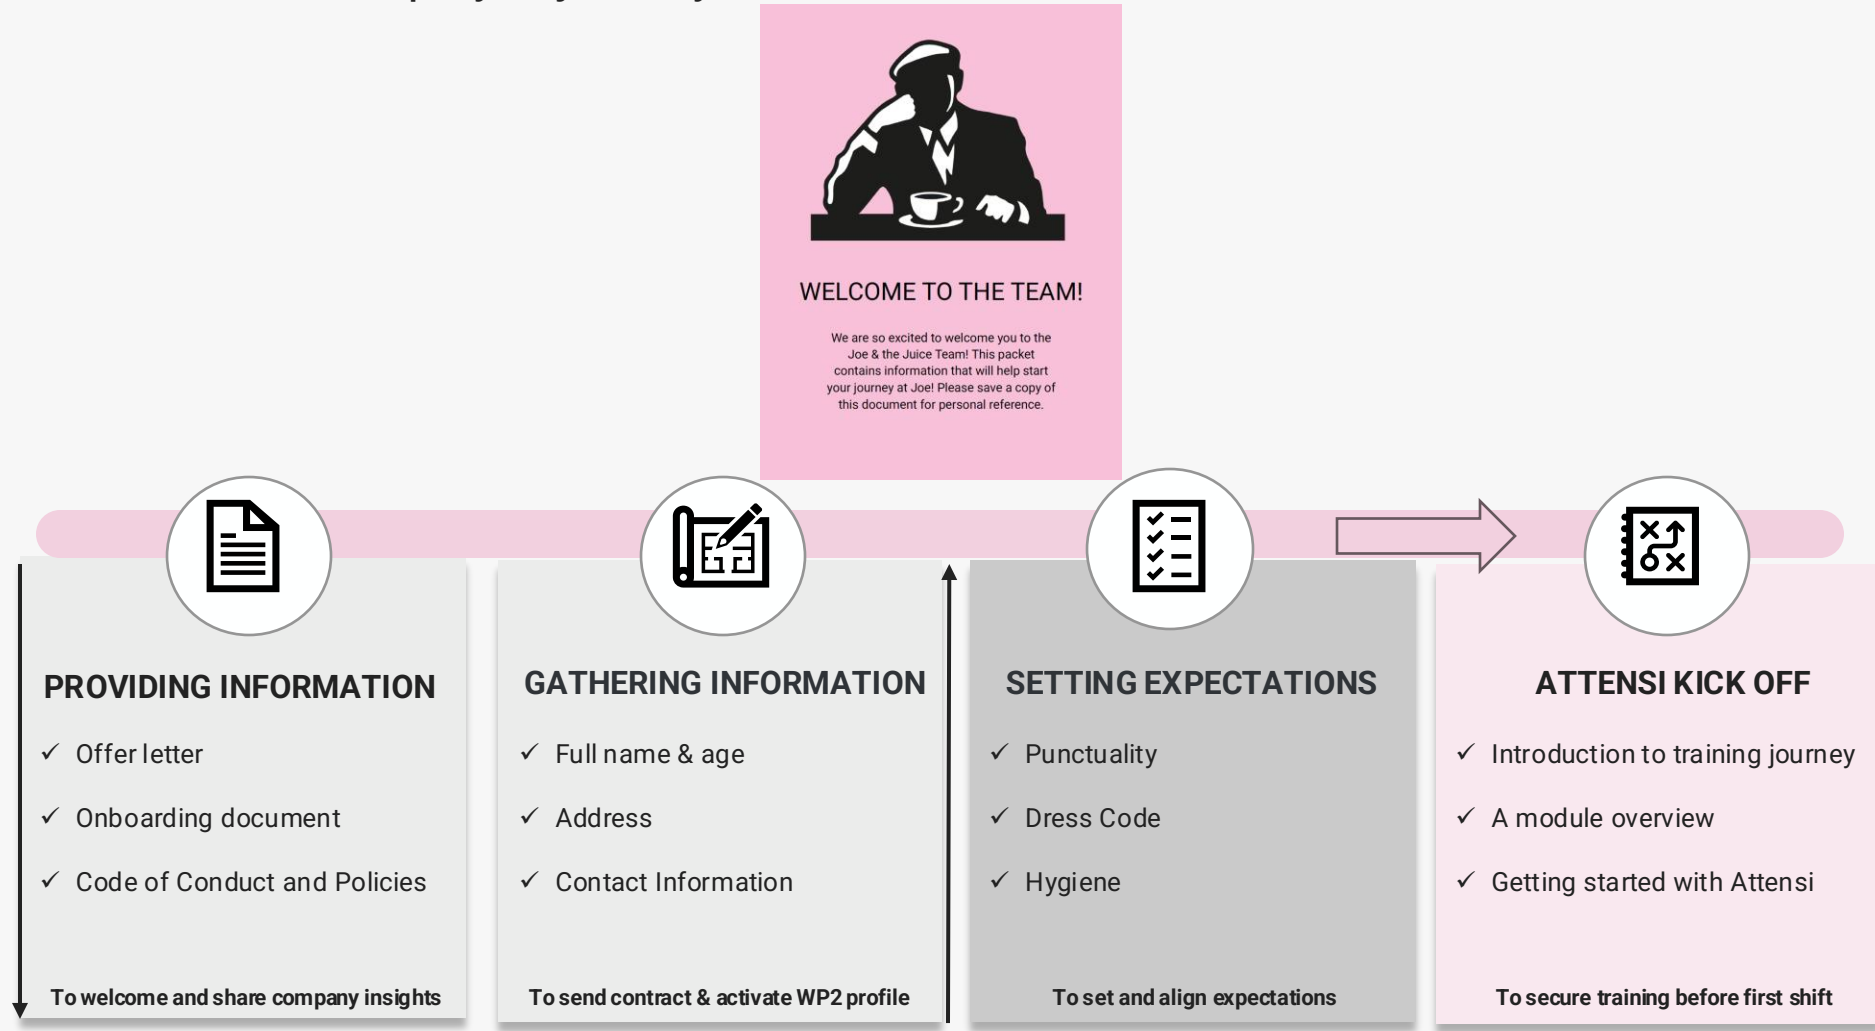 WELCOME TO THE TEAM!
We are so excited to welcome you to the
Joe & the Juice Team! This packet
contains information that will help start
your journey at Joe! Please save a copy of
this document for personal reference.
PROVIDING INFORMATION
✓ Offer letter
✓ Onboarding document
✓ Code of Conduct and Policies
To welcome and share company insights
GATHERING INFORMATION
✓ Full name & age
✓ Address
✓ Contact Information
To send contract & activate WP2 profile
SETTING EXPECTATIONS
✓ Punctuality
✓ Dress Code
✓ Hygiene
To set and align expectations
ATTENSI KICK OFF
✓ Introduction to training journey
✓ A module overview
✓ Getting started with Attensi
To secure training before first shift